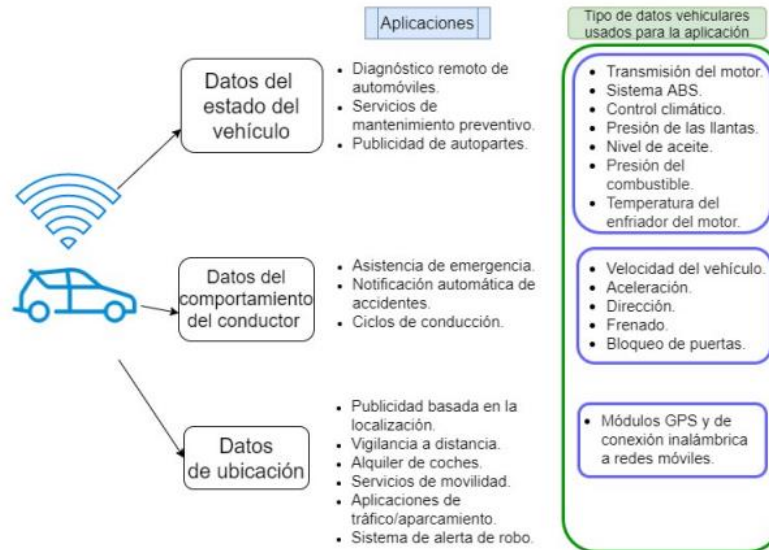 Aplicaciones
Tipo de datos vehiculares
usados para la aplicación
Datos del
estado del
vehículo
• Diagnóstico remoto de
automóviles.
• Servicios de
mantenimiento preventivo.
• Publicidad de autopartes.
• Transmisión del motor.
• Sistema ABS.
• Control climático.
• Presión de las llantas.
• Nivel de aceite.
• Presión del
combustible.
• Temperatura del
enfriador del motor.
Datos del
comportamiento
del conductor
• Asistencia de emergencia.
• Notificación automática de
accidentes.
• Ciclos de conducción.
• Velocidad del vehículo.
• Aceleración.
• Dirección.
• Frenado.
• Bloqueo de puertas.
Datos
de ubicación
• Publicidad basada en la
localización.
• Vigilancia a distancia.
• Alquiler de coches.
• Servicios de movilidad.
• Aplicaciones de
tráfico/aparcamiento.
• Sistema de alerta de robo.
• Módulos GPS y de
conexión inalámbrica
a redes móviles.